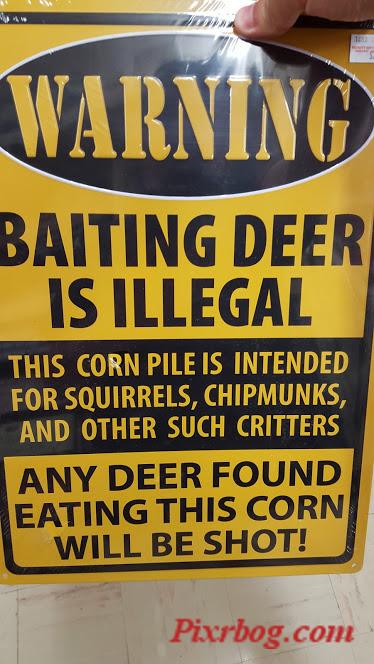 WARNING
BAITING DEER
IS ILLEGAL
THIS CORN PILE IS INTENDED
FOR SQUIRRELS, CHIPMUNKS,
AND OTHER SUCH CRITTERS
ANY DEER FOUND
EATING THIS CORN
WILL BE SHOT!
Pixrbog.com